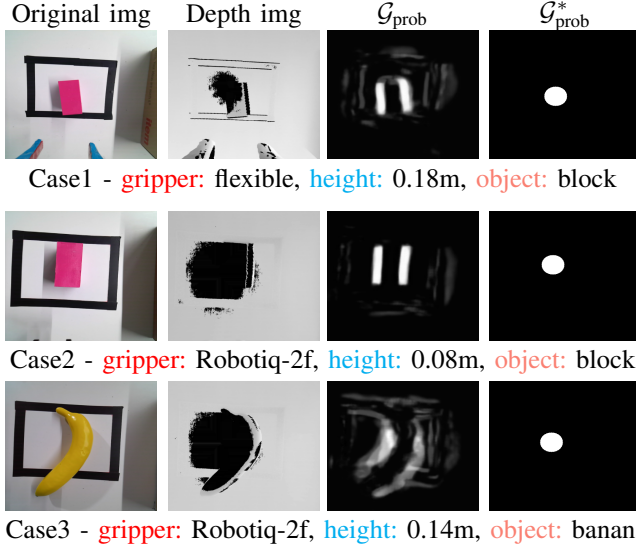 Original img Depth img 𝒢prob 𝒢*prob
Case1 - gripper: flexible, height: 0.18m, object: block
Case2 - gripper: Robotiq-2f, height: 0.08m, object: block
Case3 - gripper: Robotiq-2f, height: 0.14m, object: banan